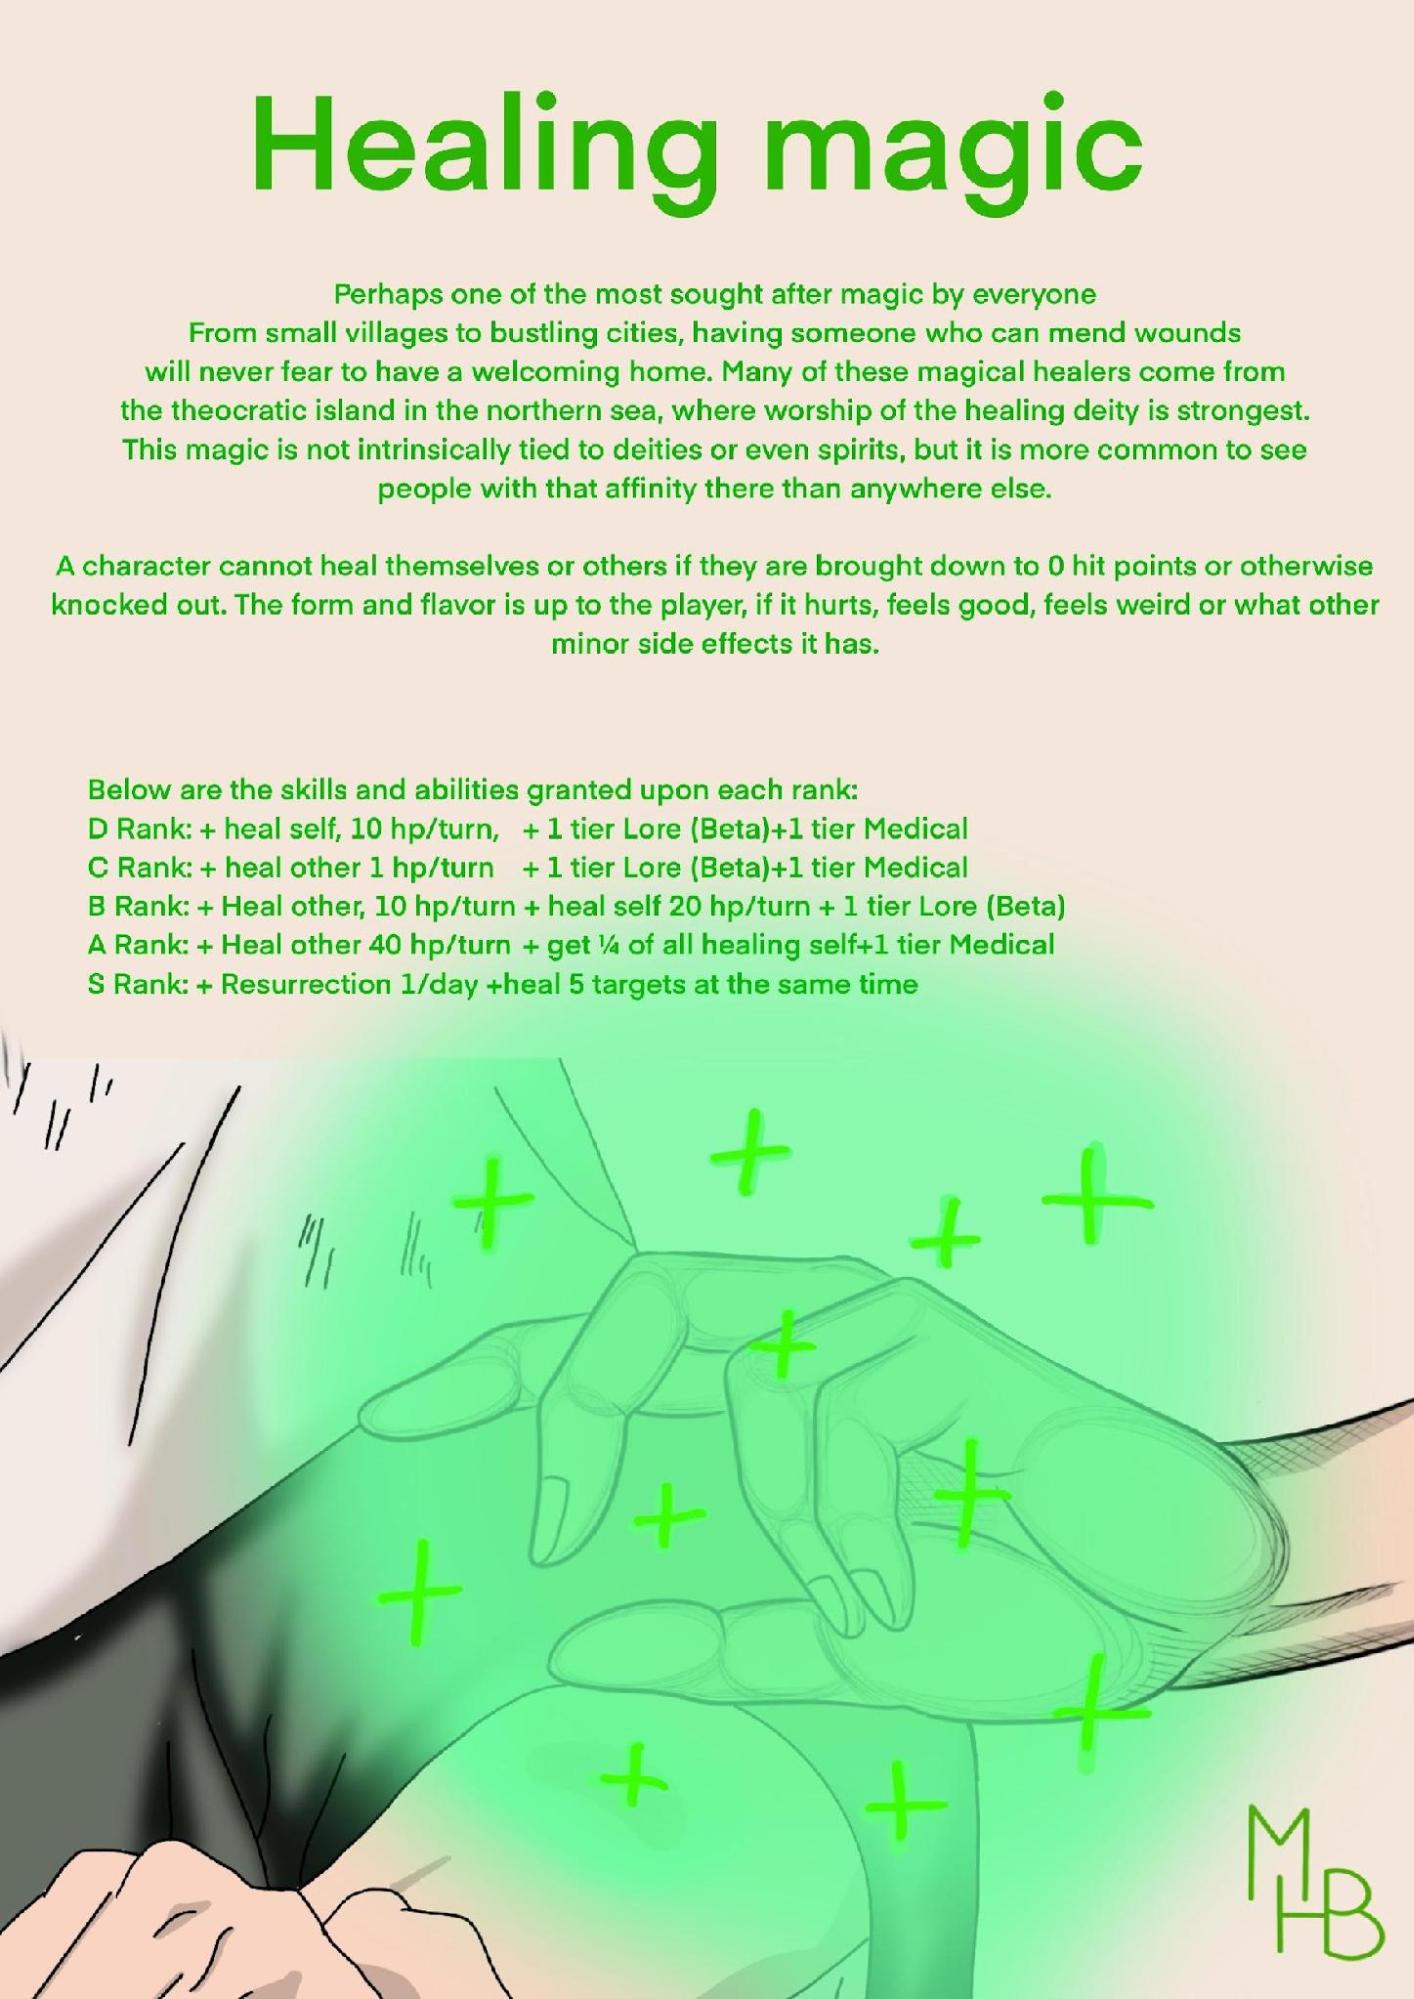 Healing magic
Perhaps one of the most sought after magic by everyone
From small villages to bustling cities, having someone who can mend wounds
will never fear to have a welcoming home. Many of these magical healers come from
the theocratic island in the northern sea, where worship of the healing deity is strongest.
This magic is not intrinsically tied to deities or even spirits, but it is more common to see
people with that affinity there than anywhere else.
A character cannot heal themselves or others if they are brought down to 0 hit points or otherwise
knocked out. The form and flavor is up to the player, if it hurts, feels good, feels weird or what other
minor side effects it has.
Below are the skills and abilities granted upon each rank:
D Rank: + heal self, 10 hp/turn,   + 1 tier Lore (Beta)+1 tier Medical
C Rank: + heal other 1 hp/turn   + 1 tier Lore (Beta)+1 tier Medical
B Rank: + Heal other, 10 hp/turn + heal self 20 hp/turn + 1 tier Lore (Beta)
A Rank: + Heal other 40 hp/turn + get ¼ of all healing self+1 tier Medical
S Rank: + Resurrection 1/day +heal 5 targets at the same time
MHB